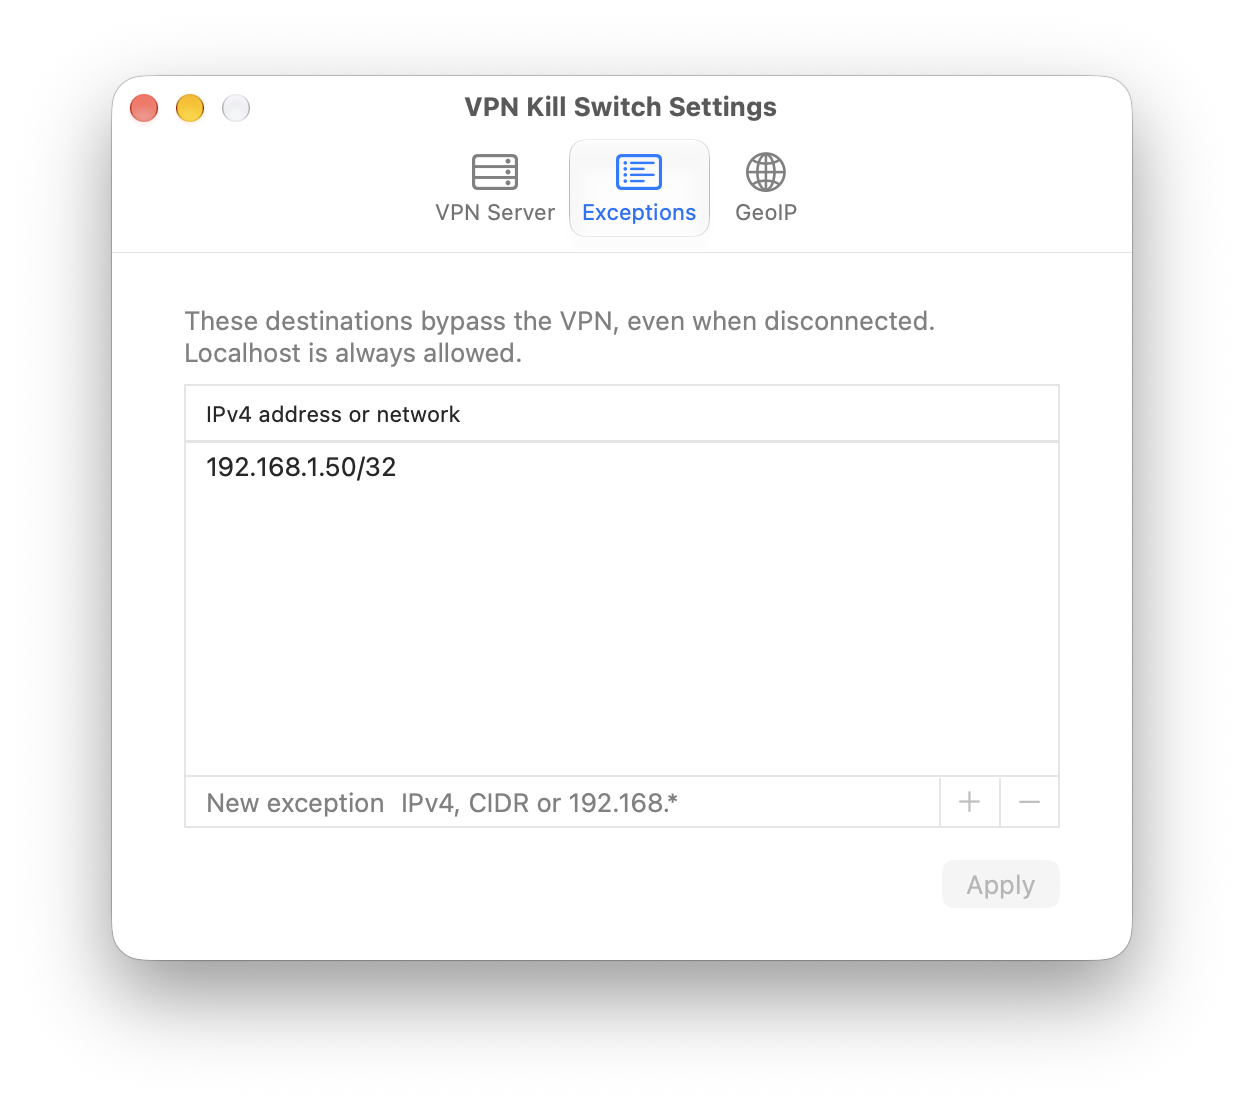 VPN Kill Switch Settings
VPN Server
Exceptions
GeoIP
These destinations bypass the VPN, even when disconnected.
Localhost is always allowed.
IPv4 address or network
192.168.1.50/32
New exception IPv4, CIDR or 192.168.*
Apply